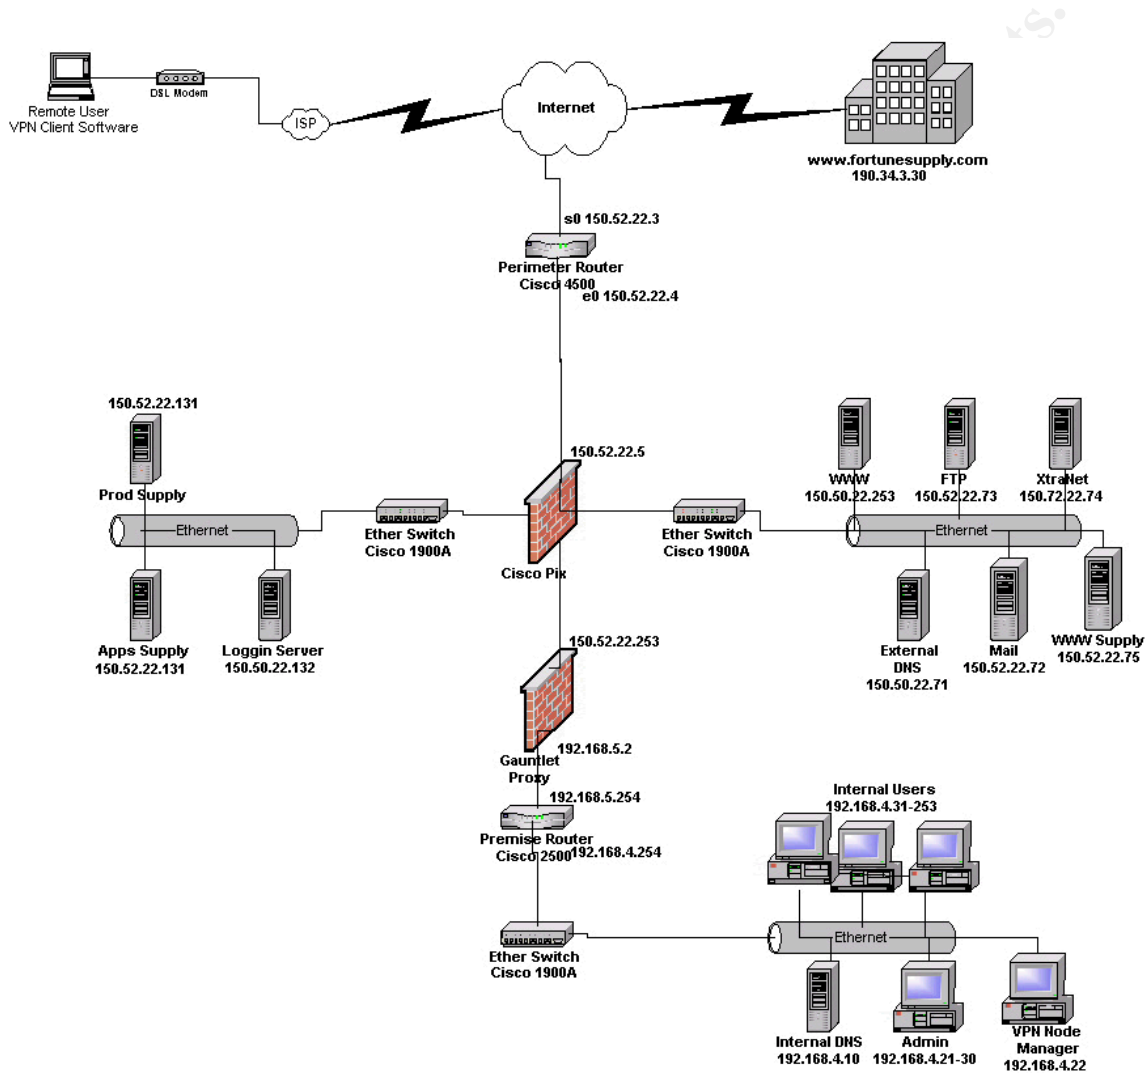 Remote User
VPN Client Software
DSL Modem
ISP
Internet
www.fortunesupply.com
190.34.3.30
s0 150.52.22.3
Perimeter Router
Cisco 4500
e0 150.52.22.4
150.52.22.131
Prod Supply
Ethernet
Apps Supply
150.52.22.131
Loggin Server
150.50.22.132
Ether Switch
Cisco 1900A
150.52.22.5
Cisco Pix
Ether Switch
Cisco 1900A
WWW
150.50.22.253
FTP
150.52.22.73
XtraNet
150.72.22.74
Ethernet
External
DNS
150.50.22.71
Mail
150.52.22.72
WWW Supply
150.52.22.75
150.52.22.253
Gauntlet
Proxy
192.168.5.2
192.168.5.254
Premise Router
Cisco 2500
192.168.4.254
Ether Switch
Cisco 1900A
Internal Users
192.168.4.31-253
Ethernet
Internal DNS
192.168.4.10
Admin
192.168.4.21-30
VPN Node
Manager
192.168.4.22